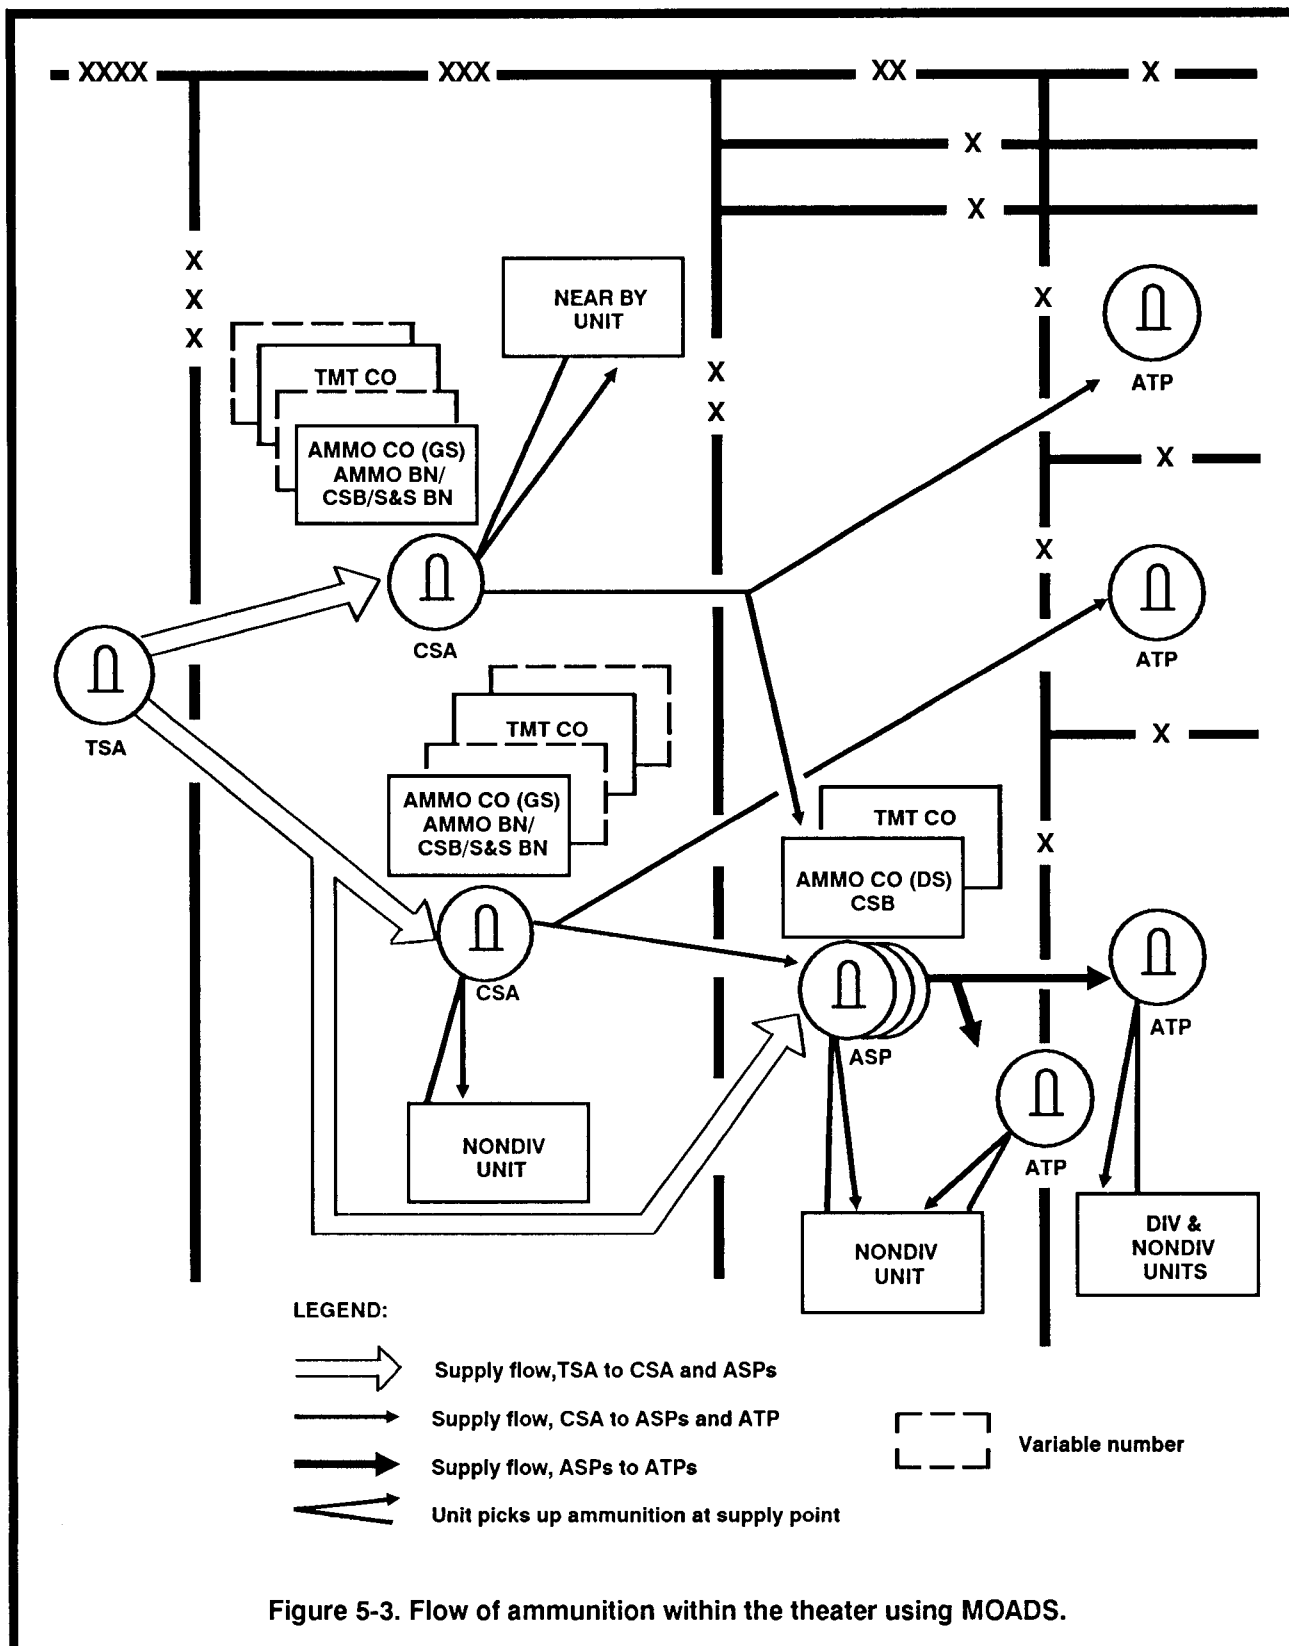 XXXX XXX XX X
X
X
X
X
X
X
X
X
X
X
X
X
X
X
NEAR BY
UNIT
ATP
TMT CO
AMMO CO (GS)
AMMO BN/
CSB/S&S BN
CSA
ATP
TSA
TMT CO
AMMO CO (GS)
AMMO BN/
CSB/S&S BN
CSA
TMT CO
AMMO CO (DS)
CSB
ASP
ATP
ATP
NONDIV
UNIT
NONDIV
UNIT
DIV &
NONDIV
UNITS
LEGEND:
Supply flow,TSA to CSA and ASPs
Supply flow, CSA to ASPs and ATP
Supply flow, ASPs to ATPs
Unit picks up ammunition at supply point
Variable number
Figure 5-3. Flow of ammunition within the theater using MOADS.